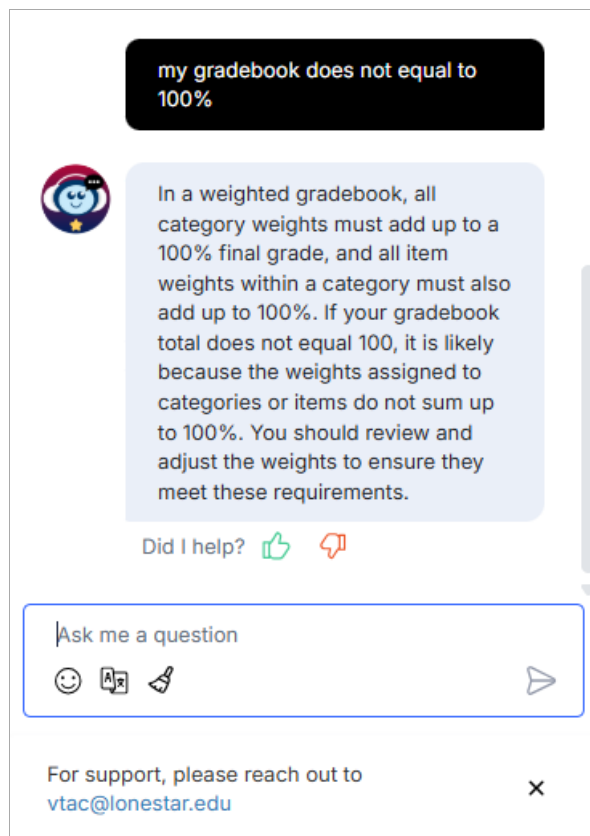 my gradebook does not equal to
100%
In a weighted gradebook, all
category weights must add up to a
100% final grade, and all item
weights within a category must also
add up to 100%. If your gradebook
total does not equal 100, it is likely
because the weights assigned to
categories or items do not sum up
to 100%. You should review and
adjust the weights to ensure they
meet these requirements.
Did I help?
Ask me a question
For support, please reach out to
vtac@lonestar.edu